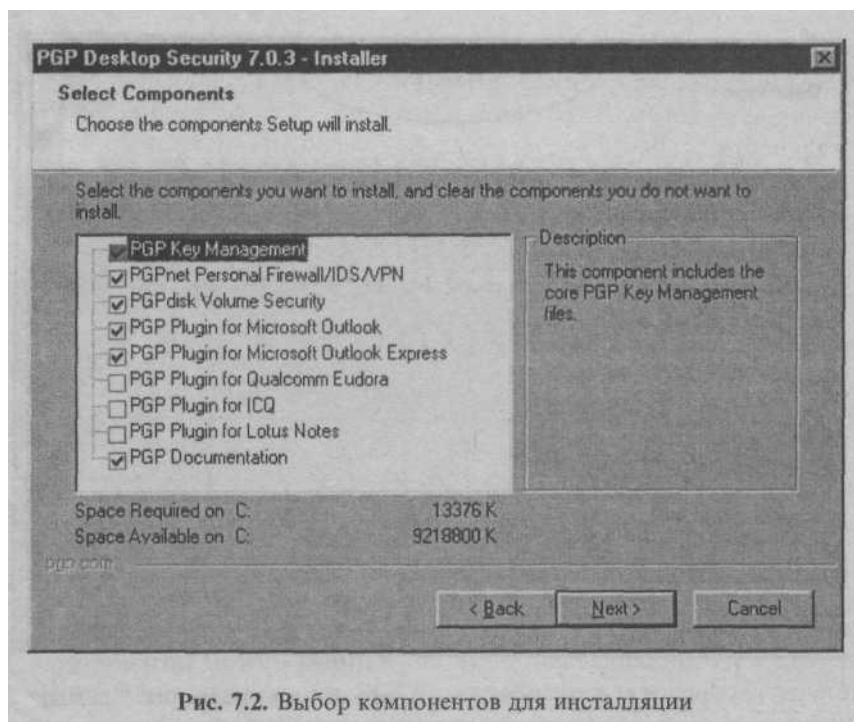 PGP Desktop Security 7.0.3 - Installer
Select Components
Choose the components Setup will install.
Select the components you want to install, and clear the components you do not want to
install.
PGP Key Management
PGPnet Personal Firewall/IDS/VPN
PGPdisk Volume Security
PGP Plugin for Microsoft Outlook
PGP Plugin for Microsoft Outlook Express
PGP Plugin for Qualcomm Eudora
PGP Plugin for ICQ
PGP Plugin for Lotus Notes
PGP Documentation
Description
This component includes the
core PGP Key Management
files.
Space Required on C: 13376 K
Space Available on C: 9218800 K
pgp.com
< Back
Next >
Cancel
Рис. 7.2. Выбор компонентов для инсталляции